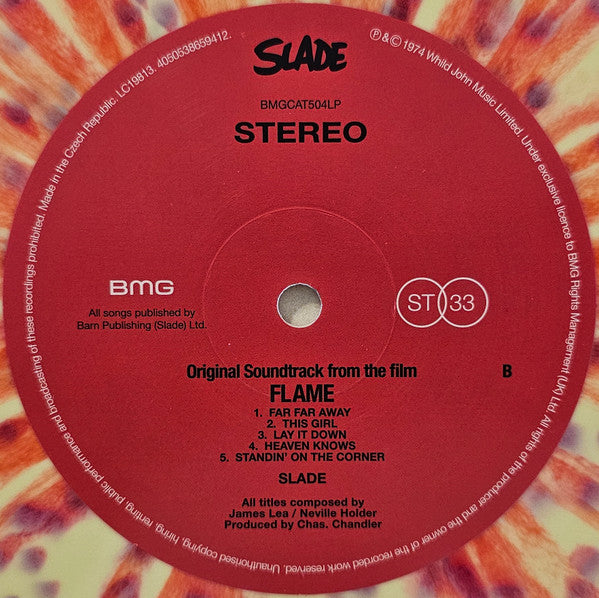 SLADE
BMGCAT504LP
STEREO
BMG
All songs published by
Barn Publishing (Slade) Ltd.
ST 33
Original Soundtrack from the film
B
FLAME
1. FAR FAR AWAY
2. THIS GIRL
3. LAY IT DOWN
4. HEAVEN KNOWS
5. STANDIN' ON THE CORNER
SLADE
All titles composed by
James Lea / Neville Holder
Produced by Chas. Chandler
℗ & © 1974 Whild John Music Limited. Under exclusive licence to BMG Rights Management (UK) Ltd. All rights of the producer and the owner of the recorded work reserved. Unauthorised copying, hiring, renting, public performance and broadcasting of these recordings prohibited. Made in the Czech Republic. LC19813. 4050538659412.